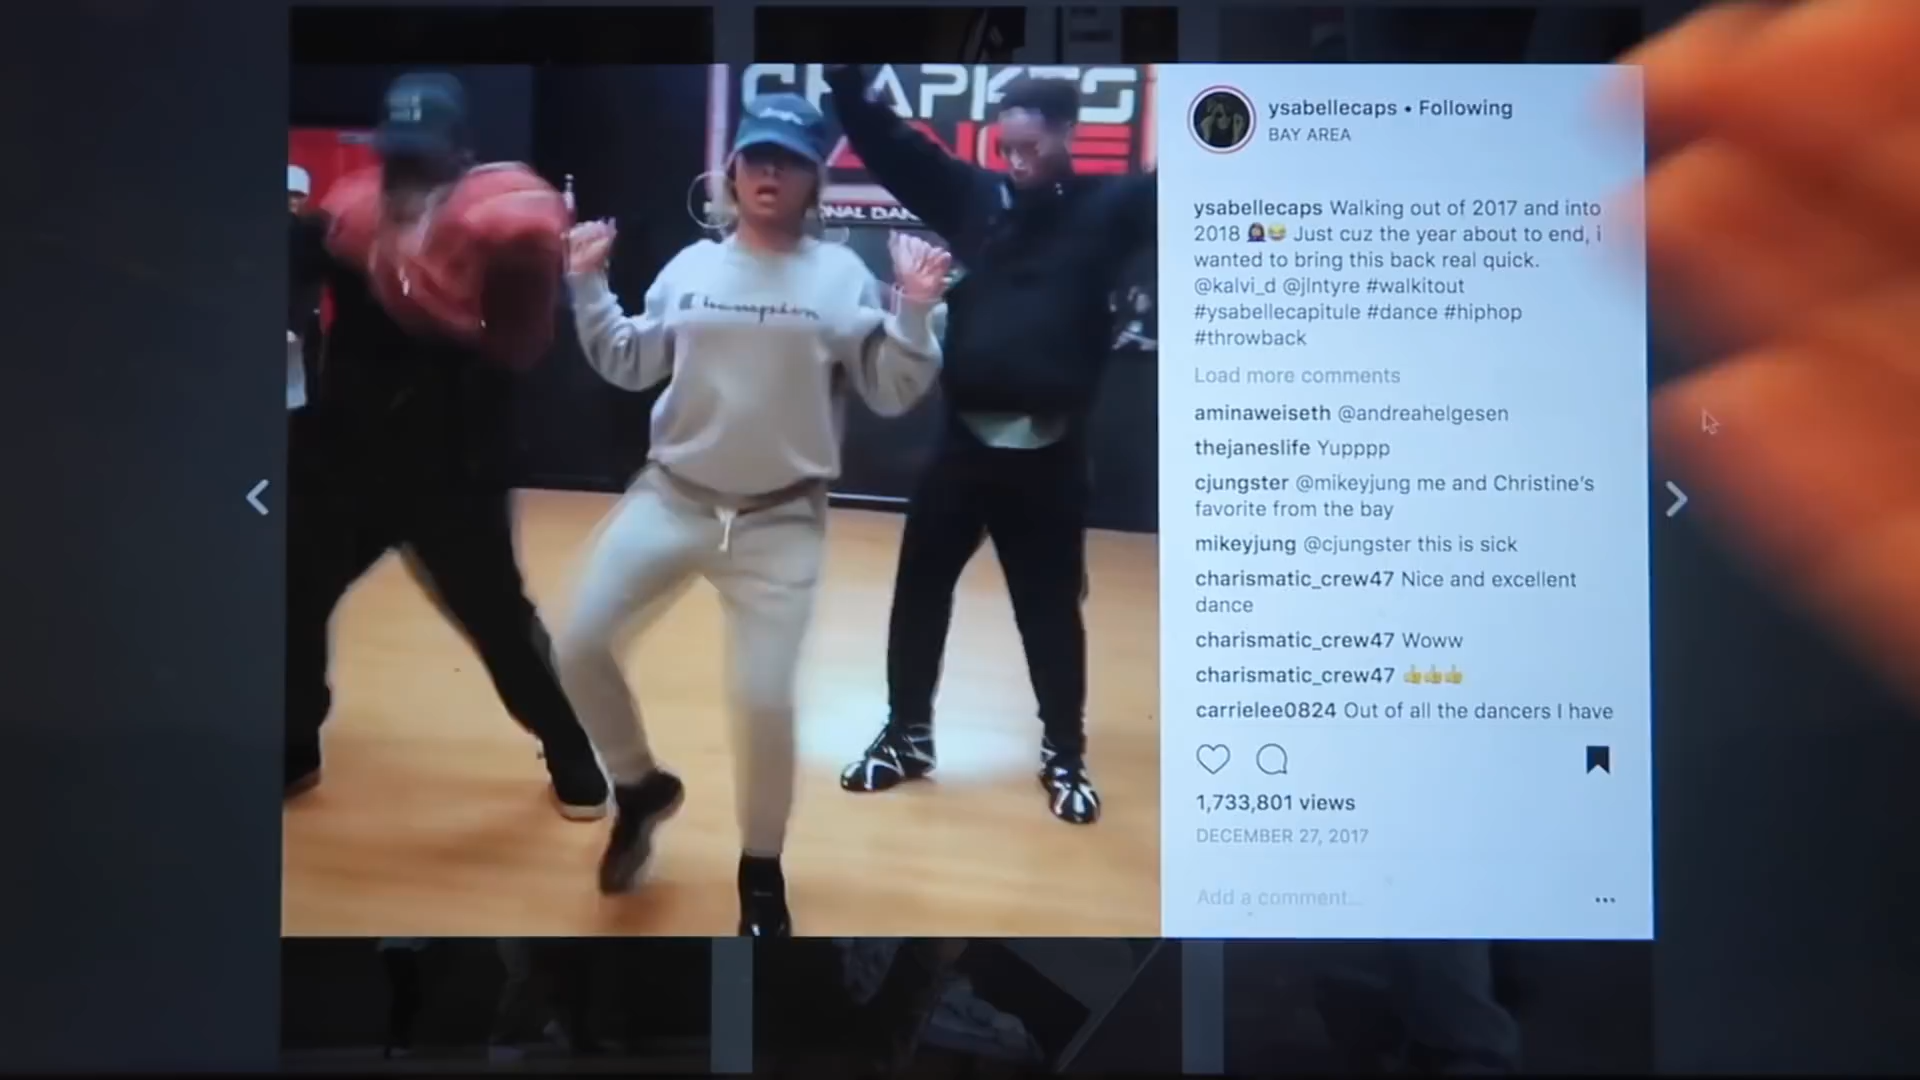 ysabellecaps • Following
BAY AREA
ysabellecaps Walking out of 2017 and into
2018 🤦🏽‍♀️😂 Just cuz the year about to end, i
wanted to bring this back real quick.
@kalvi_d @jlntyre #walkitout
#ysabellecapitule #dance #hiphop
#throwback
Load more comments
aminaweiseth @andreahelgesen
thejaneslife Yupppp
cjungster @mikeyjung me and Christine's
favorite from the bay
mikeyjung @cjungster this is sick
charismatic_crew47 Nice and excellent
dance
charismatic_crew47 Woww
charismatic_crew47 👍👍👍
carrielee0824 Out of all the dancers I have
1,733,801 views
DECEMBER 27, 2017
Add a comment...
Champion